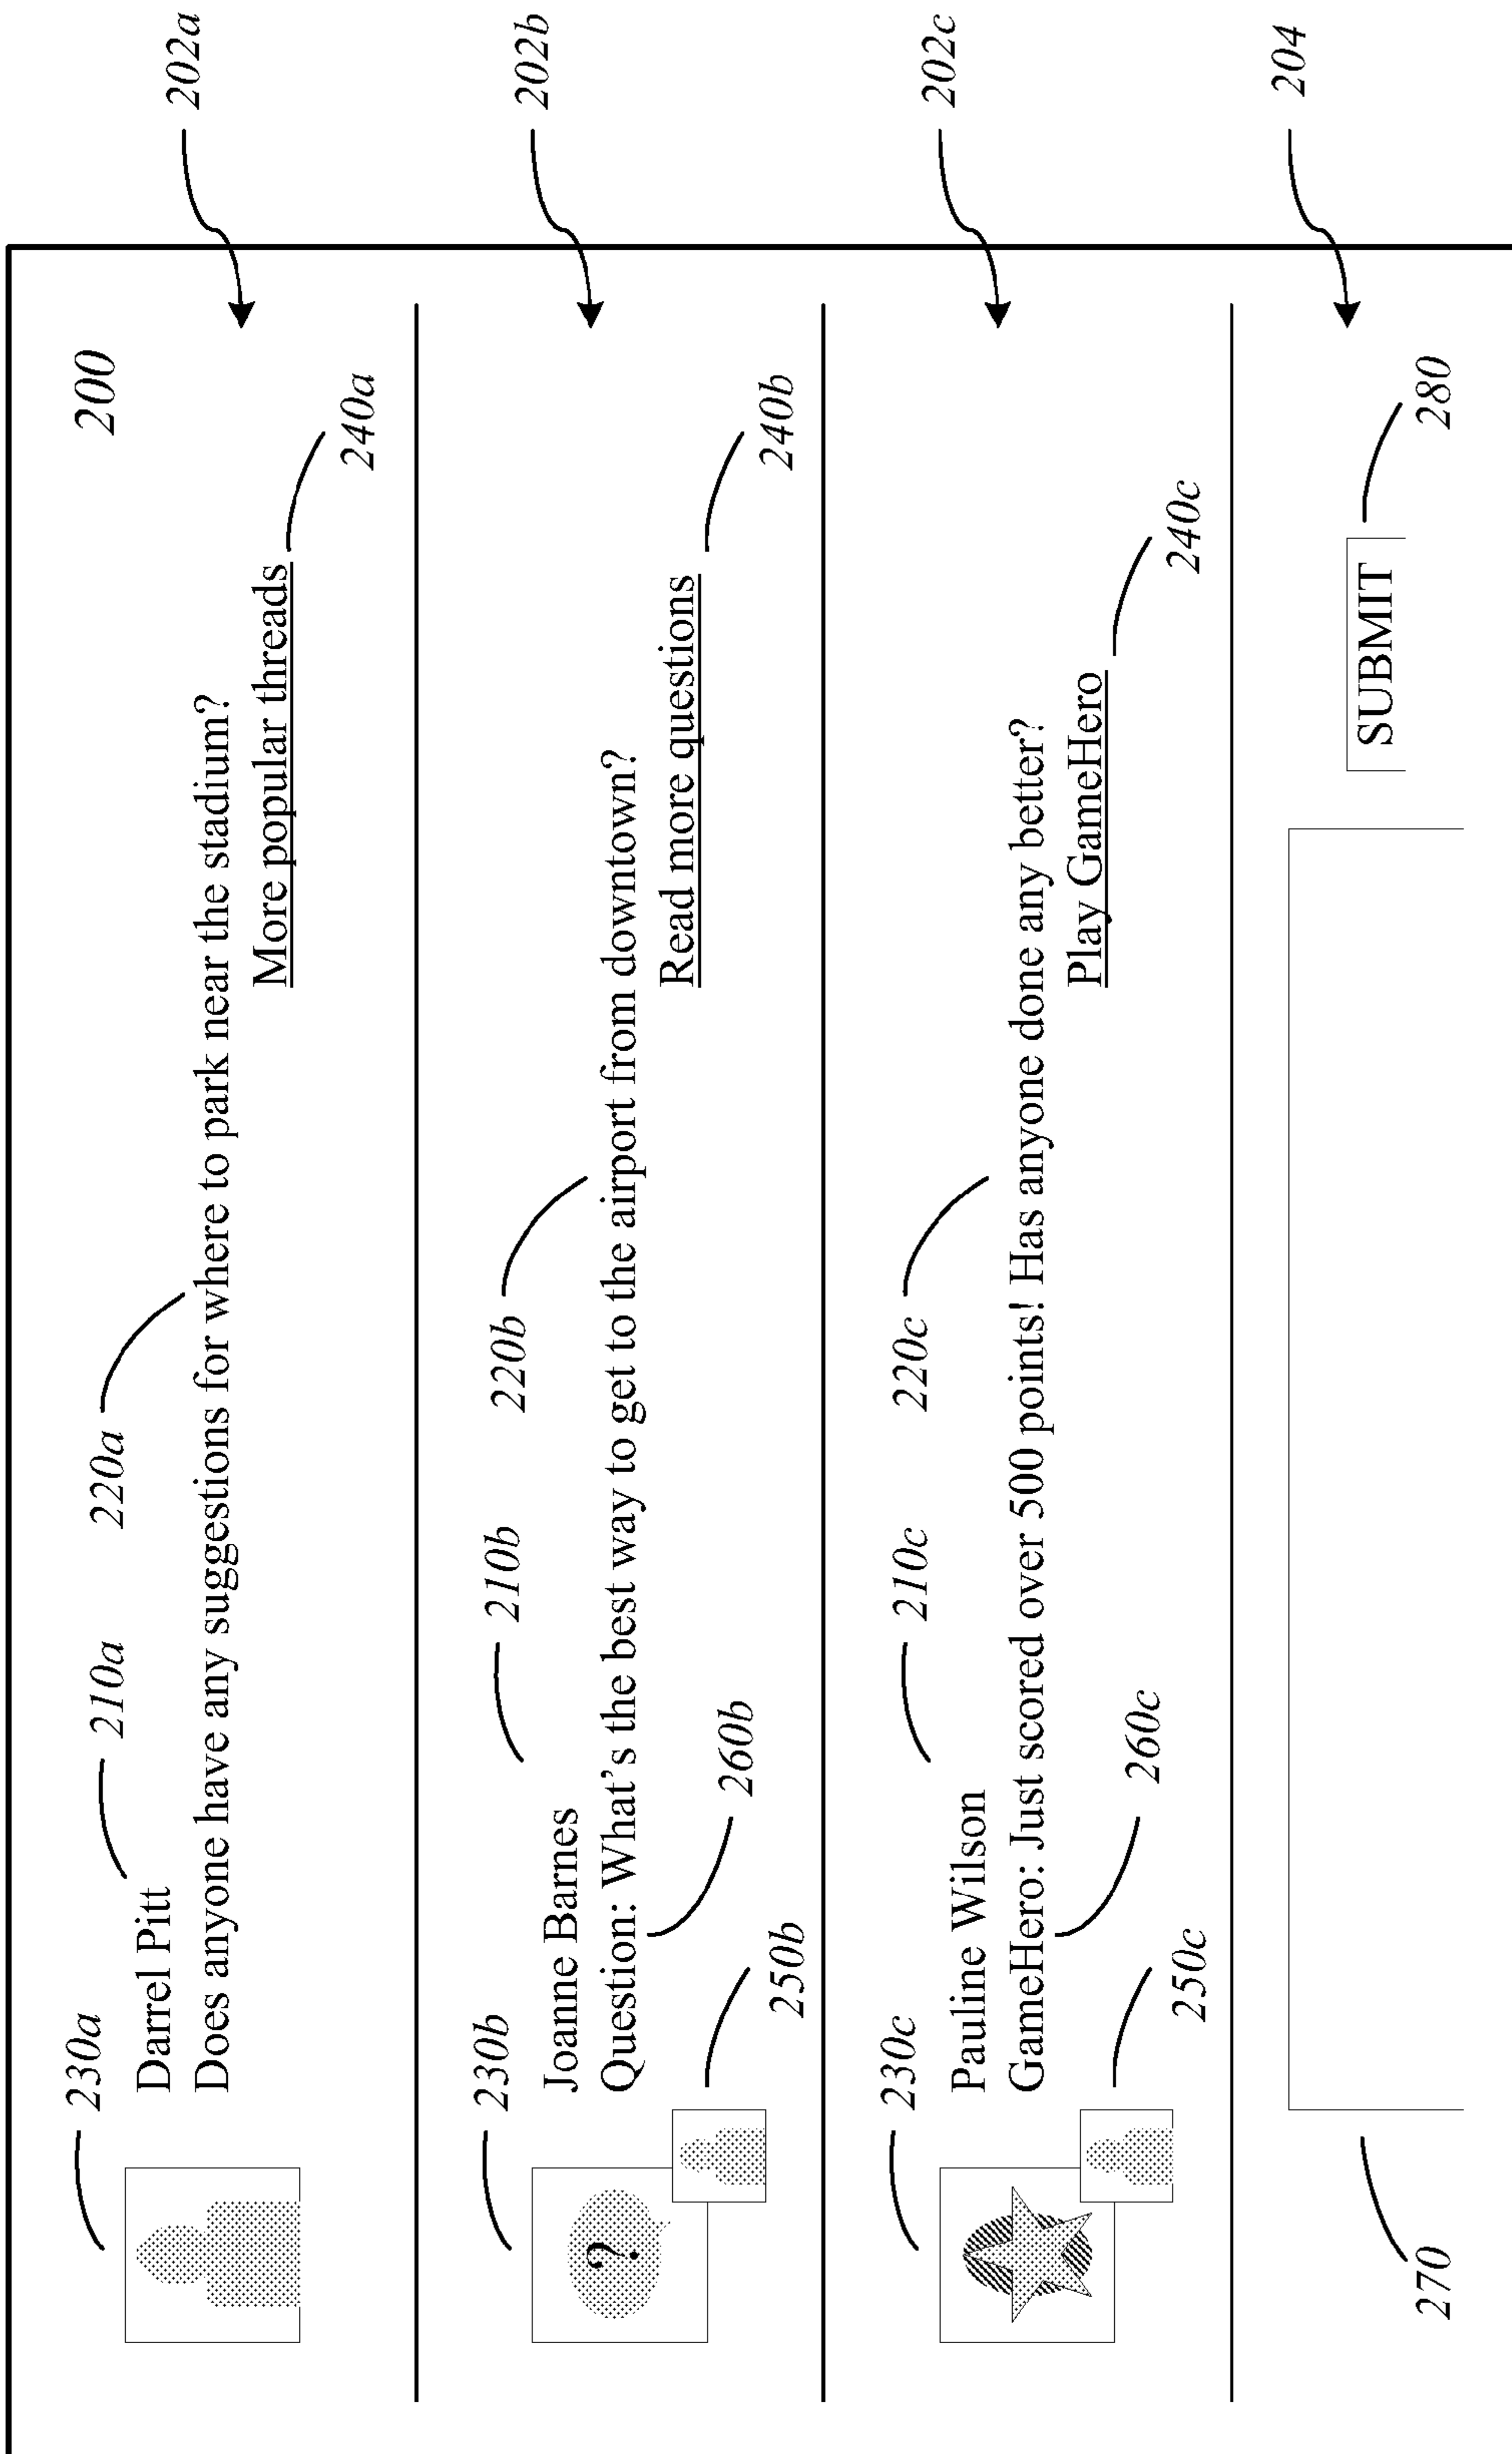 200
202a
230a
210a
220a
Darrel Pitt
Does anyone have any suggestions for where to park near the stadium?
More popular threads
240a
202b
230b
210b
220b
Joanne Barnes
Question: What's the best way to get to the airport from downtown?
Read more questions
?
260b
250b
240b
202c
230c
210c
220c
Pauline Wilson
GameHero: Just scored over 500 points! Has anyone done any better?
Play GameHero
260c
250c
240c
204
SUBMIT
270
280